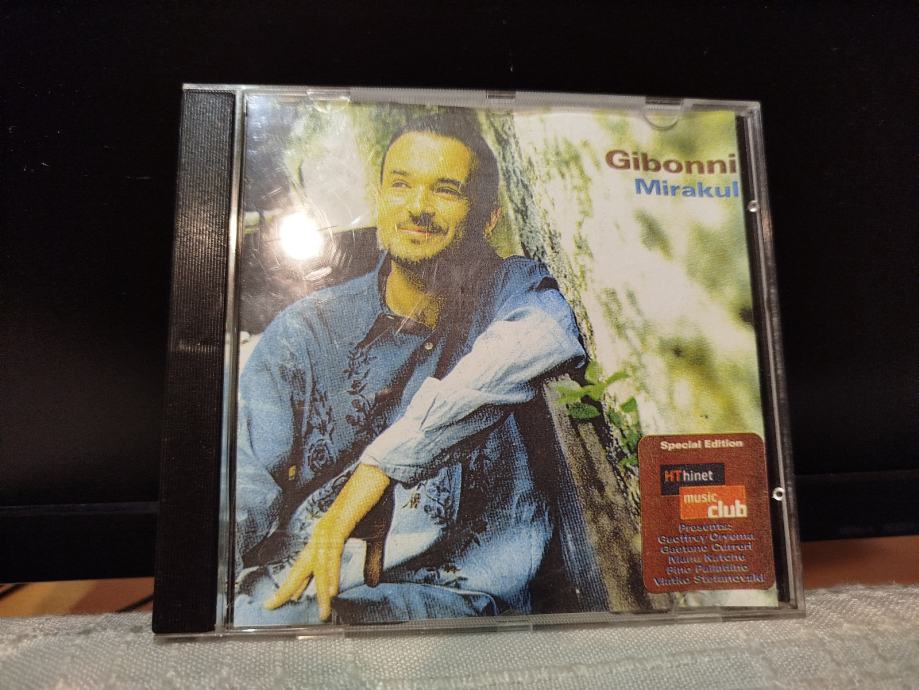 Gibonni
Mirakul
Special Edition
HThinet
music
club
Presents:
Geoffrey Oryema
Gaetano Curreri
Manu Katche
Pino Palladino
Vlatko Stefanovski